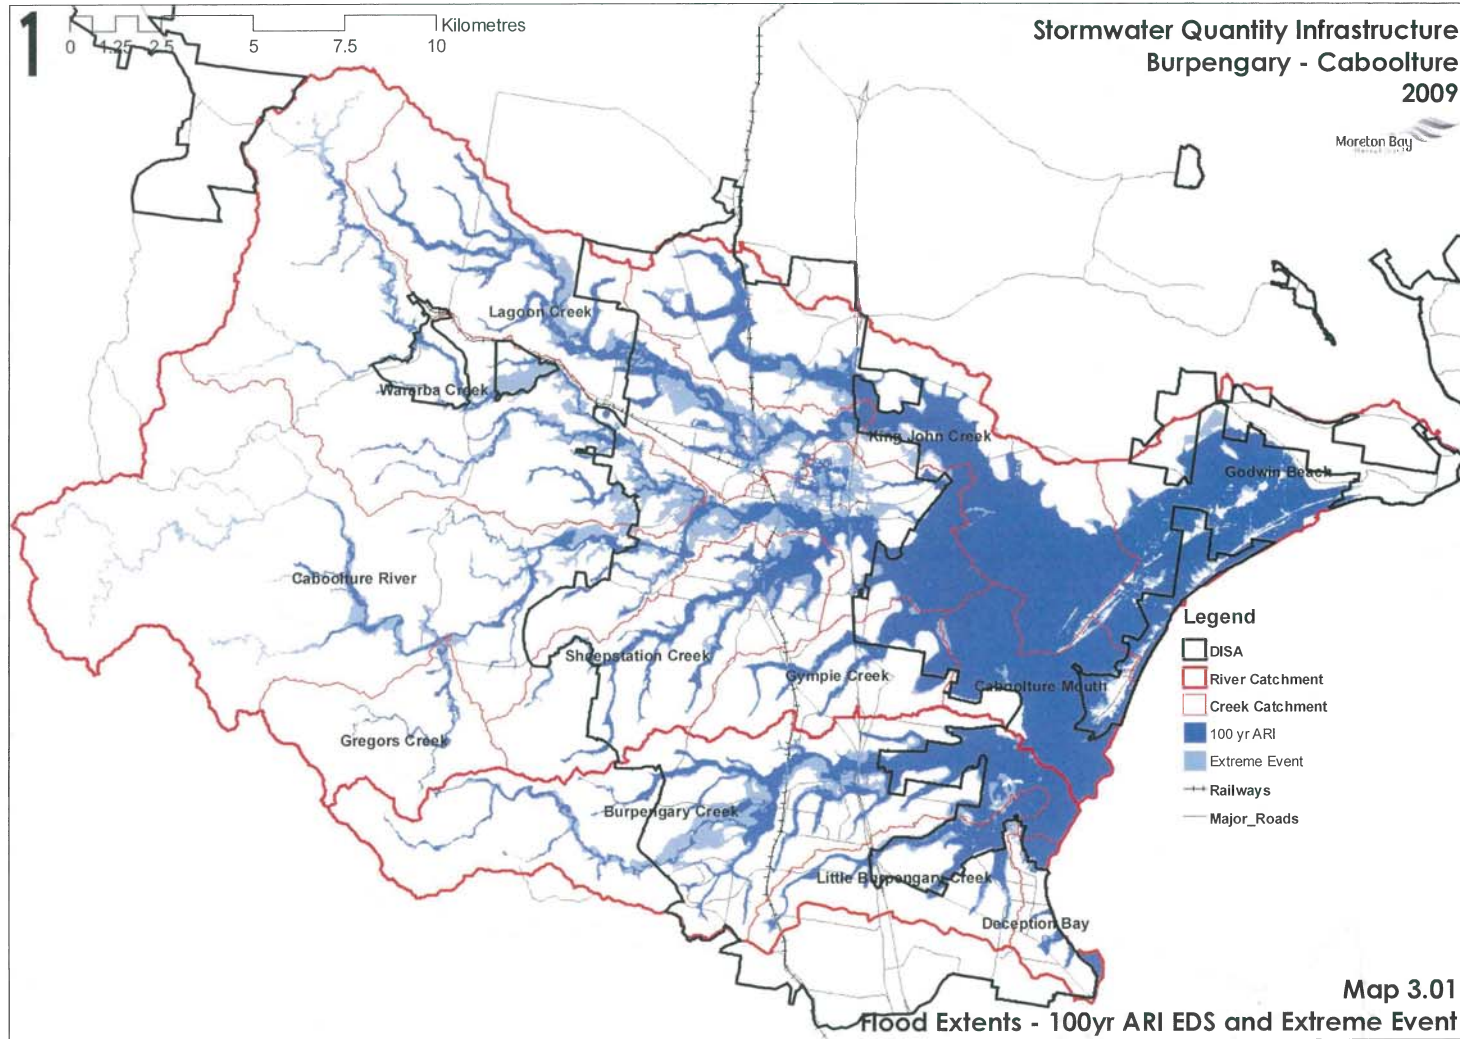 1
Kilometres
0 1.25 2.5 5 7.5 10
Stormwater Quantity Infrastructure
Burpengary - Caboolture
2009
Moreton Bay
Lagoon Creek
Wararba Creek
King John Creek
Godwin Beach
Caboolture River
Sheepstation Creek
Gympie Creek
Caboolture Mouth
Gregors Creek
Burpengary Creek
Little Burpengary Creek
Deception Bay
Legend
DISA
River Catchment
Creek Catchment
100 yr ARI
Extreme Event
Railways
Major_Roads
Map 3.01
Flood Extents - 100yr ARI EDS and Extreme Event